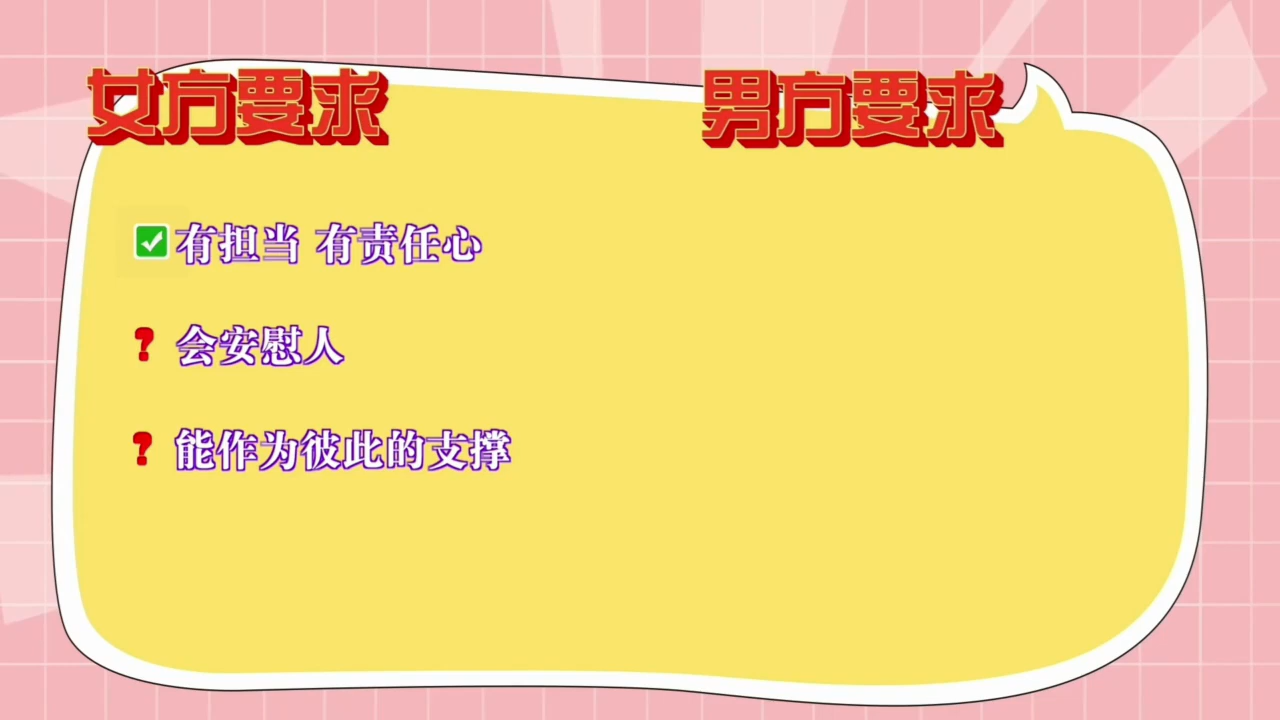 女方要求
男方要求
✅有担当 有责任心
❓会安慰人
❓能作为彼此的支撑